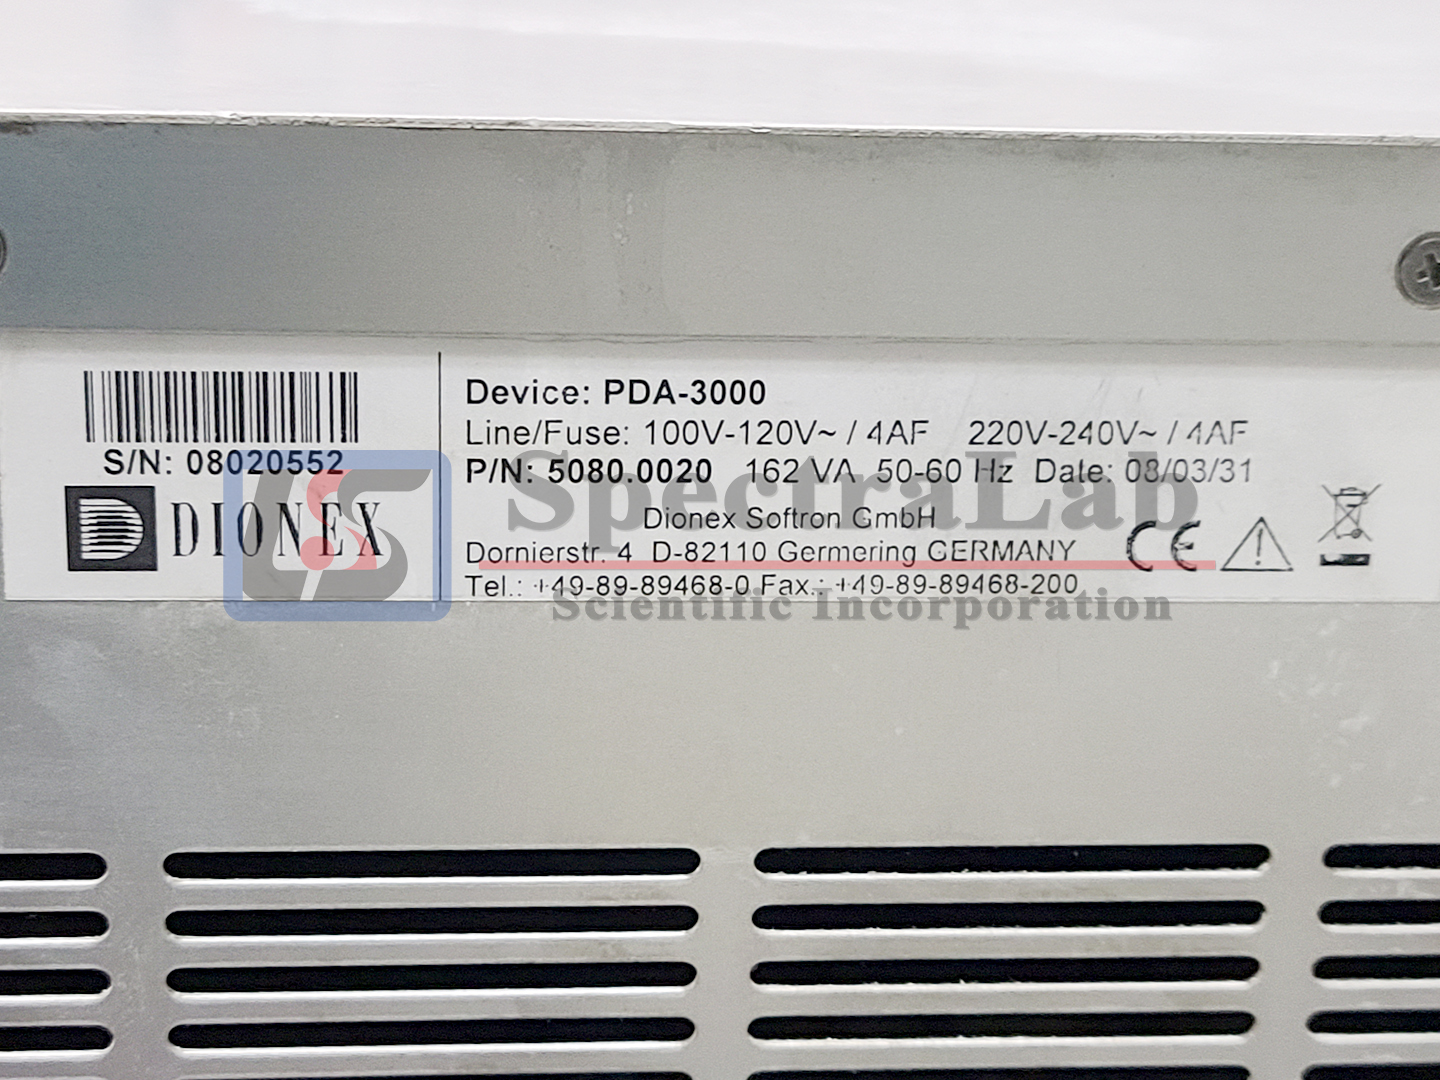 S/N: 08020552
DIONEX
Device: PDA-3000
Line/Fuse: 100V-120V~ / 4AF 220V-240V~ / 4AF
P/N: 5080.0020 162 VA 50-60 Hz Date: 08/03/31
Dionex Softron GmbH
Dornierstr. 4 D-82110 Germering GERMANY
Tel.: +49-89-89468-0 Fax.: +49-89-89468-200
CE
SpectraLab
Scientific Incorporation